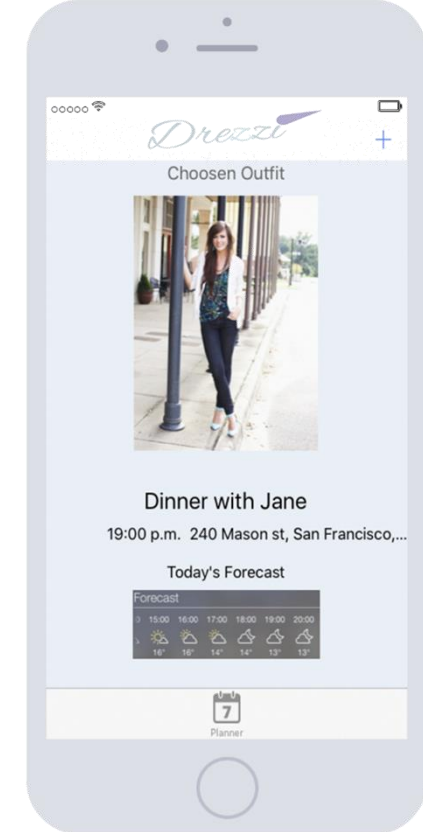 Drezzi
Choosen Outfit
Dinner with Jane
19:00 p.m. 240 Mason st, San Francisco,...
Today's Forecast
Forecast
15:00 16:00 17:00 18:00 19:00 20:00
16° 16° 14° 14° 13° 13°
7
Planner